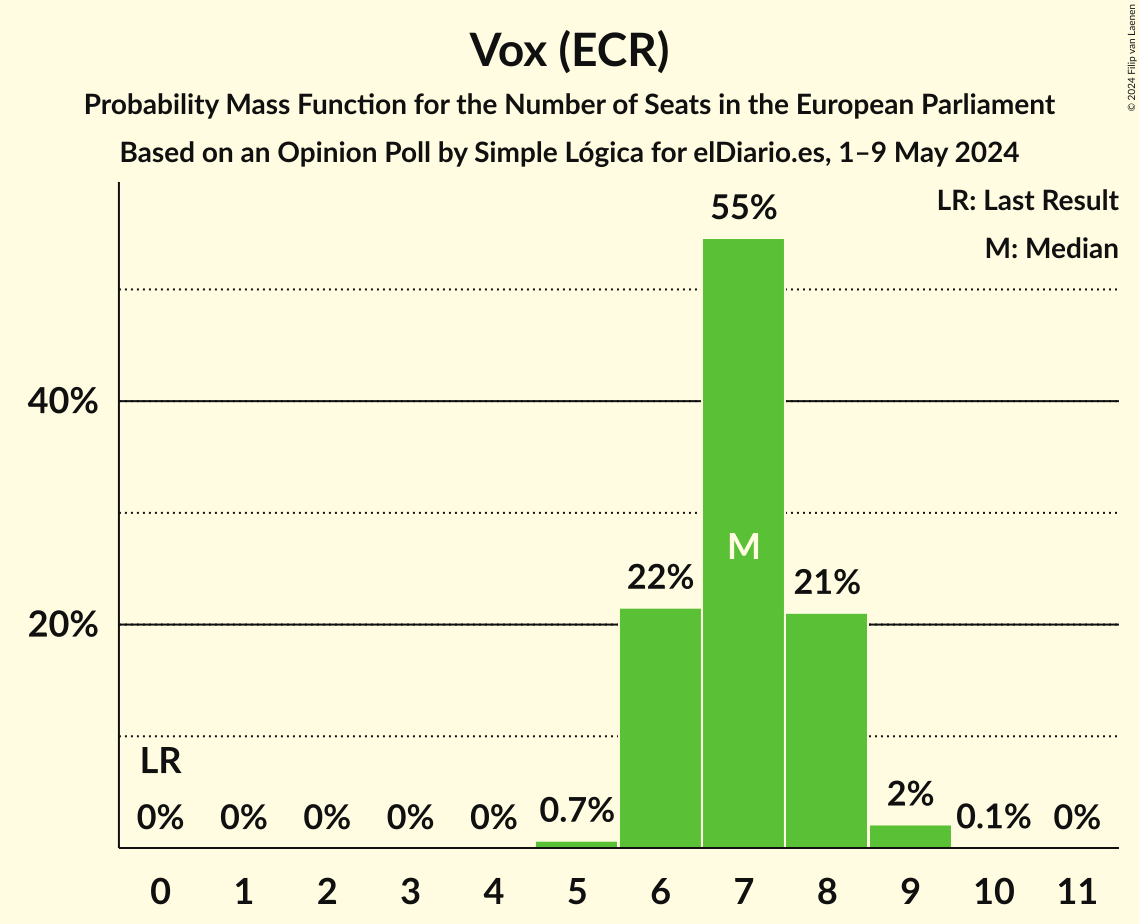 Vox (ECR)
Probability Mass Function for the Number of Seats in the European Parliament
Based on an Opinion Poll by Simple Lógica for elDiario.es, 1–9 May 2024
© 2024 Filip van Laenen
LR: Last Result
M: Median
55%
40%
M
22%
21%
20%
LR
0% 0% 0% 0% 0% 0.7% 2% 0.1% 0%
0 1 2 3 4 5 6 7 8 9 10 11